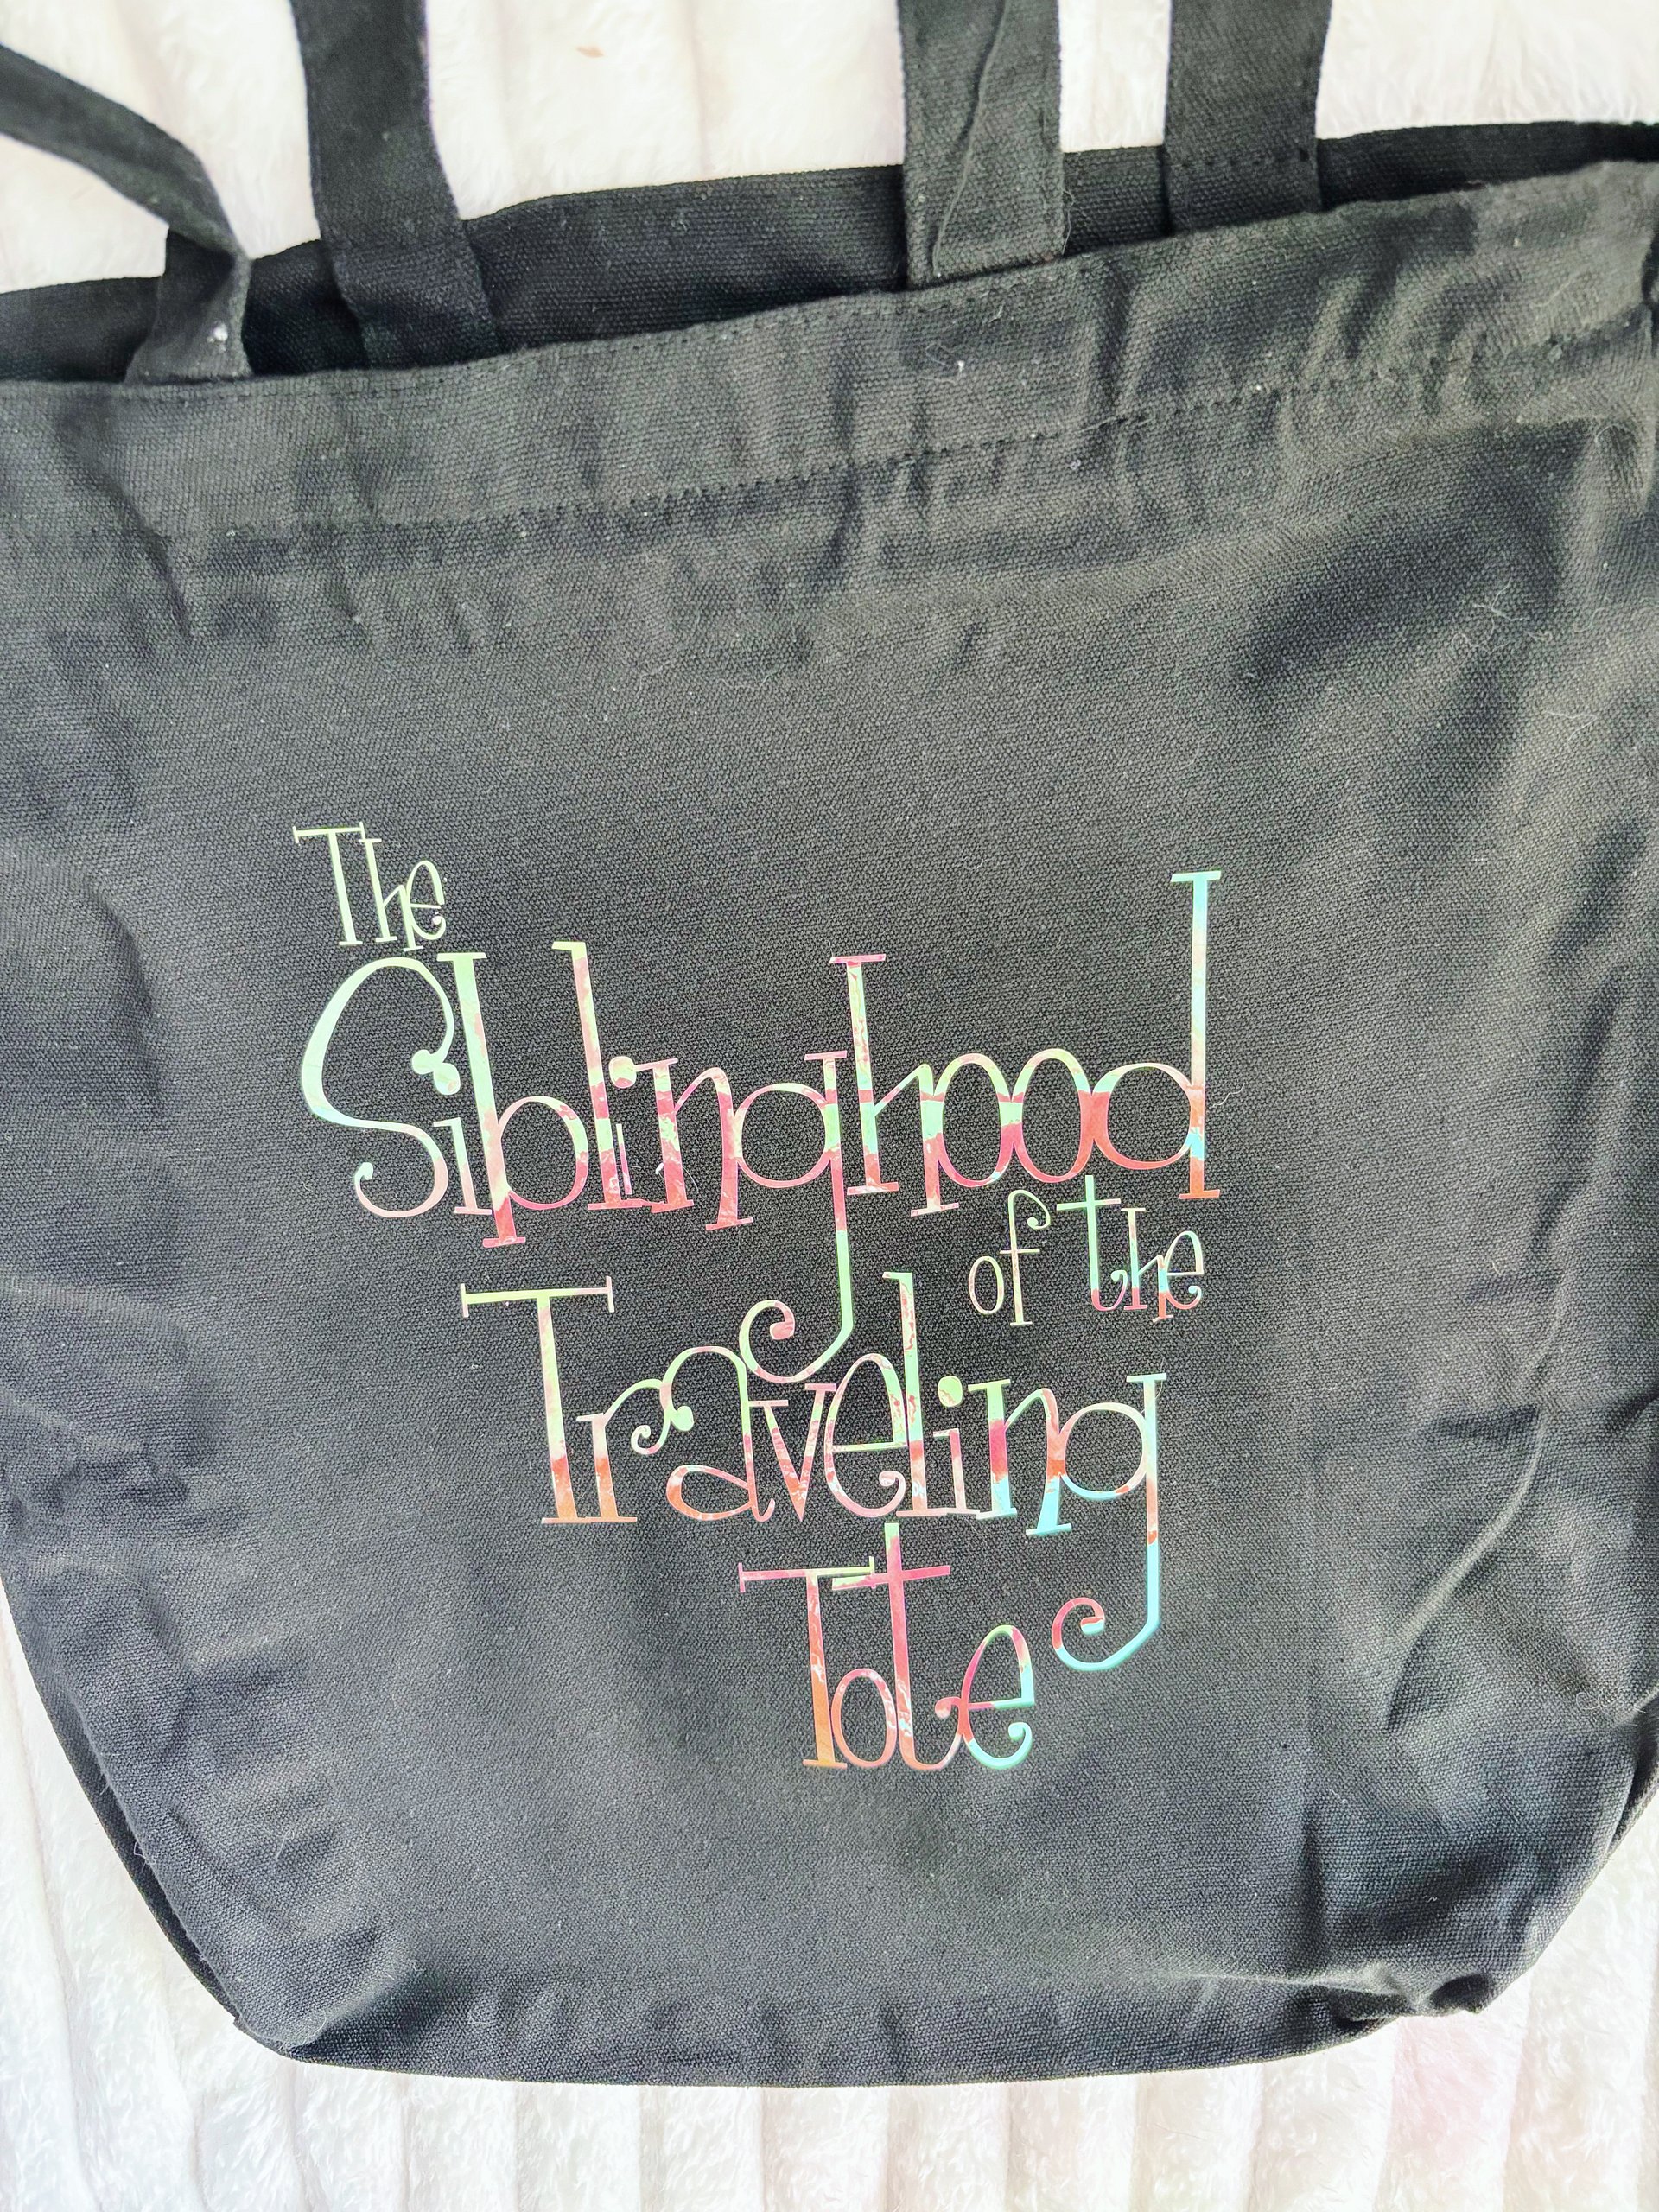 The
Siblinghood
of the
Traveling
Tote